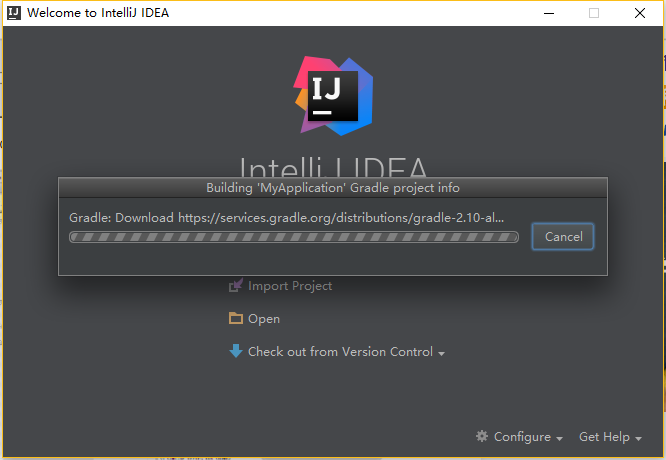 Welcome to IntelliJ IDEA
IJ
IntelliJ IDEA
Building 'MyApplication' Gradle project info
Gradle: Download https://services.gradle.org/distributions/gradle-2.10-al...
Cancel
Import Project
Open
Check out from Version Control
Configure
Get Help